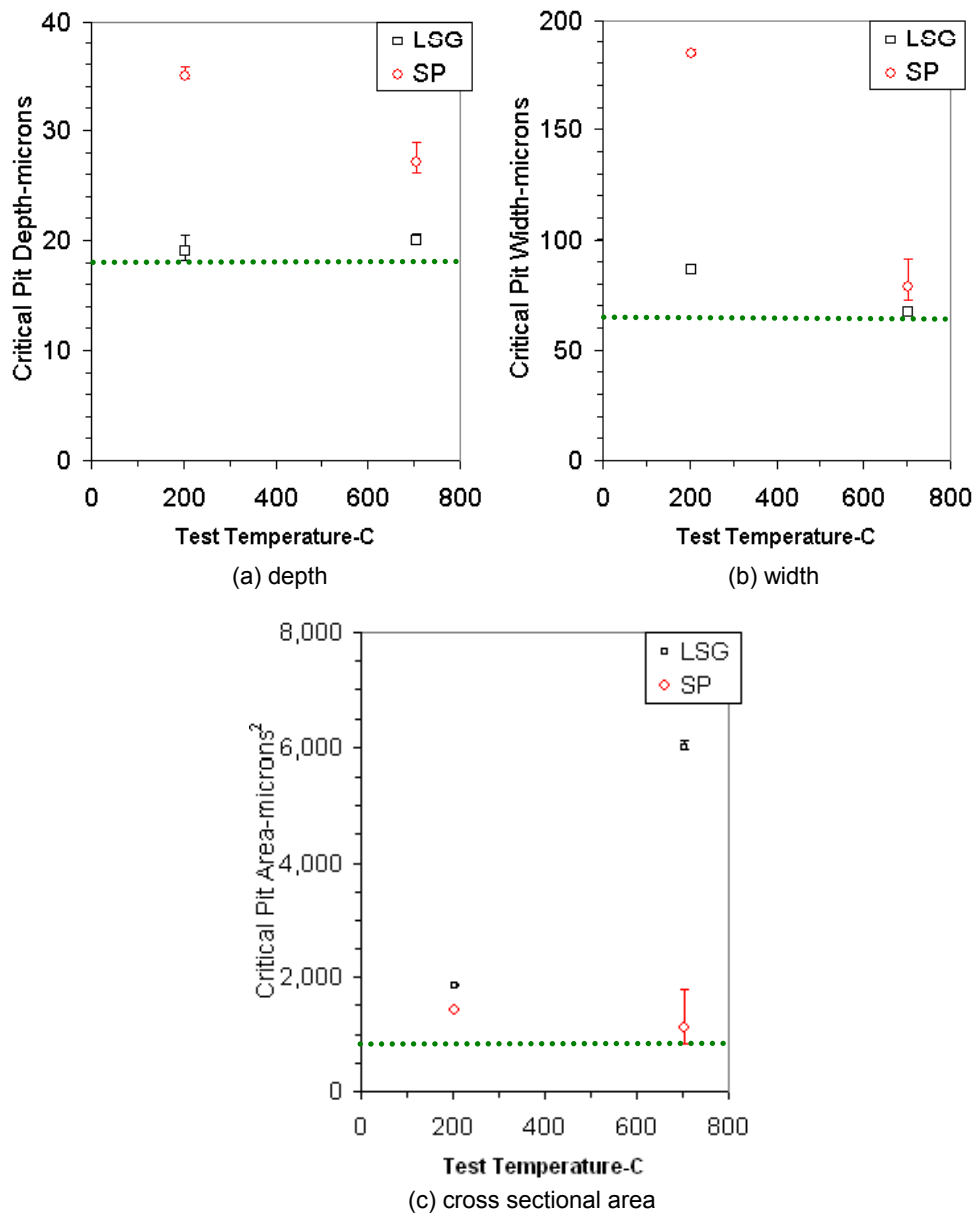 40
30
20
10
0
Critical Pit Depth-microns
LSG
SP
0 200 400 600 800
Test Temperature-C
(a) depth
200
150
100
50
0
Critical Pit Width-microns
LSG
SP
0 200 400 600 800
Test Temperature-C
(b) width
8,000
6,000
4,000
2,000
0
Critical Pit Area-microns²
LSG
SP
0 200 400 600 800
Test Temperature-C
(c) cross sectional area